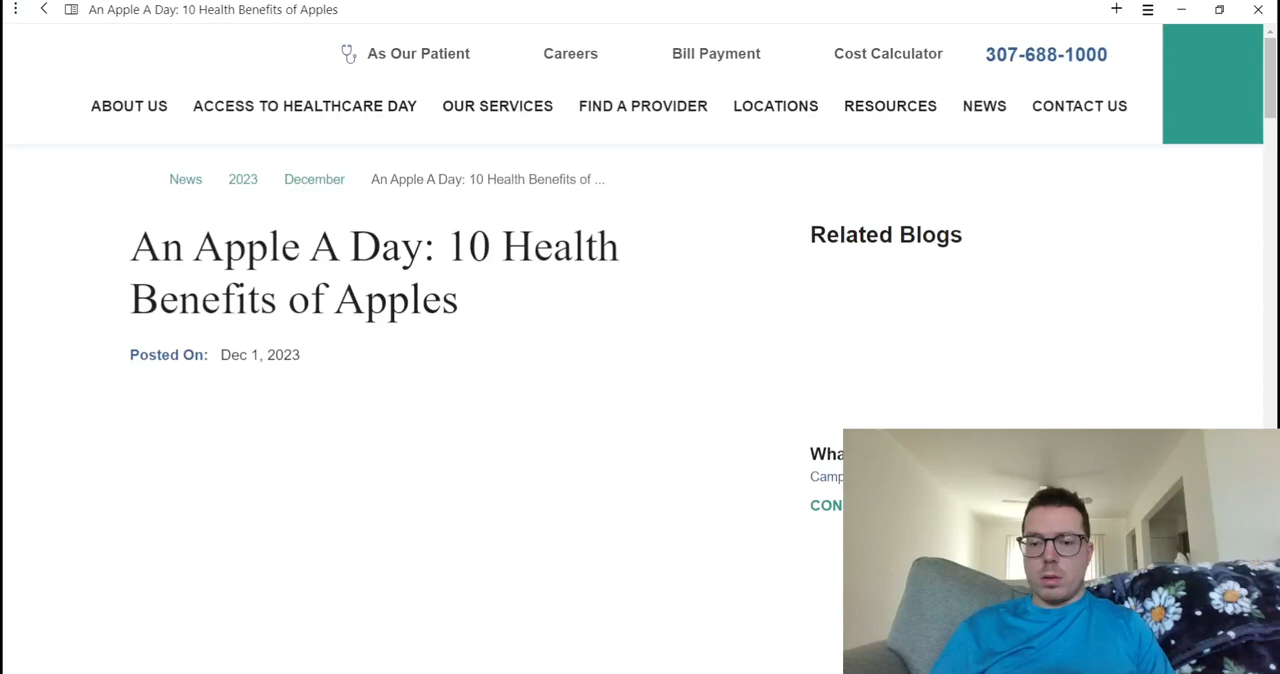 An Apple A Day: 10 Health Benefits of Apples
As Our Patient Careers Bill Payment Cost Calculator 307-688-1000
ABOUT US ACCESS TO HEALTHCARE DAY OUR SERVICES FIND A PROVIDER LOCATIONS RESOURCES NEWS CONTACT US
News 2023 December An Apple A Day: 10 Health Benefits of ...
An Apple A Day: 10 Health
Benefits of Apples
Posted On: Dec 1, 2023
Related Blogs
Wha
Camp
CON